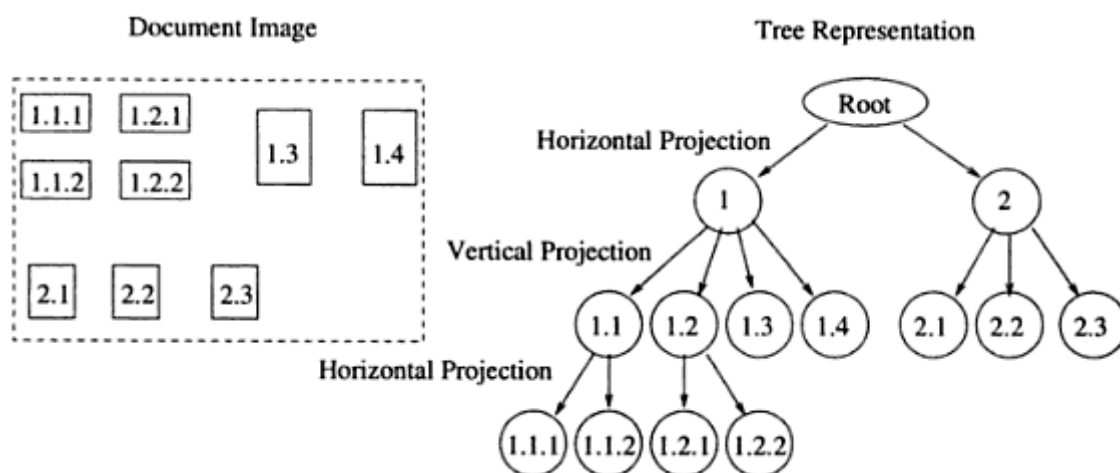 Document Image
1.1.1 1.2.1
1.3 1.4
1.1.2 1.2.2
2.1 2.2 2.3
Tree Representation
Root
Horizontal Projection
1 2
Vertical Projection
1.1 1.2 1.3 1.4 2.1 2.2 2.3
Horizontal Projection
1.1.1 1.1.2 1.2.1 1.2.2